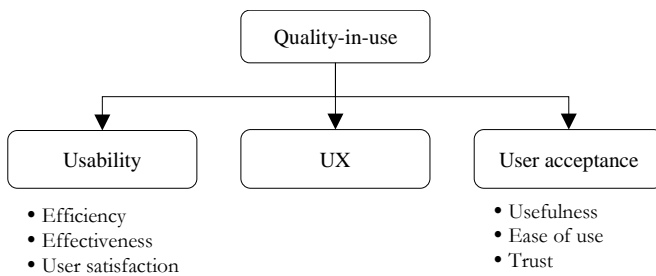 Quality-in-use
Usability
UX
User acceptance
• Efficiency
• Effectiveness
• User satisfaction
• Usefulness
• Ease of use
• Trust